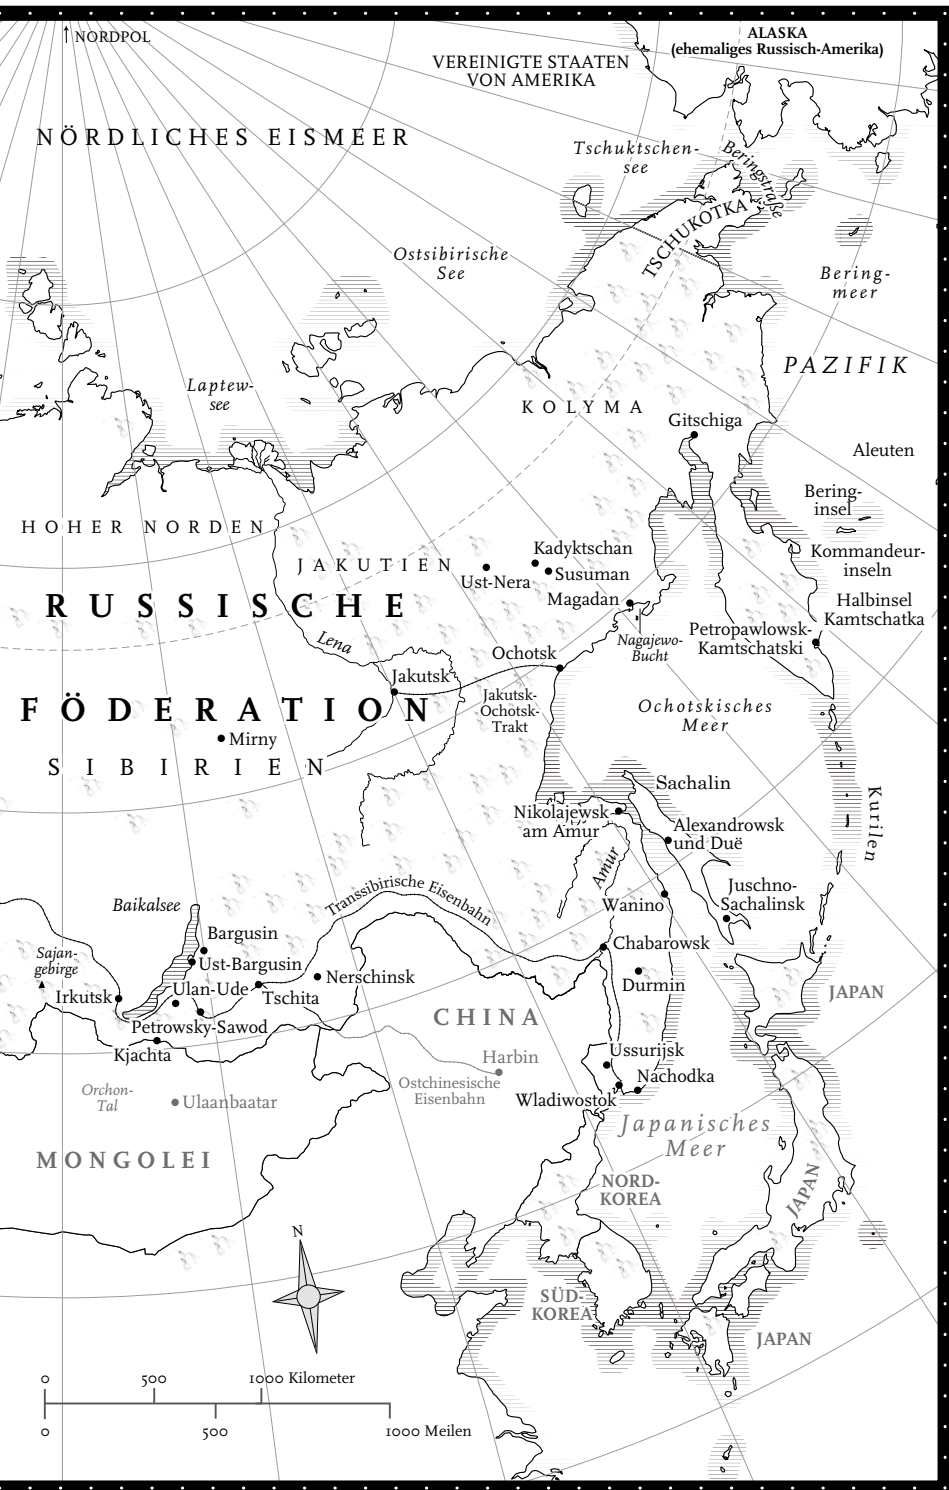 NORDPOL
ALASKA
(ehemaliges Russisch-Amerika)
VEREINIGTE STAATEN
VON AMERIKA
NÖRDLICHES EISMEER
Tschuktschen-
see
Beringstraße
TSCHUKOTKA
Ostsibirische
See
Bering-
meer
PAZIFIK
Laptew-
see
KOLYMA
Gitschiga
Aleuten
Bering-
insel
HOHER NORDEN
JAKUTIEN
Kadyktschan
Ust-Nera
Susuman
Kommandeur-
inseln
Magadan
Halbinsel
Kamtschatka
RUSSISCHE
Lena
Nagajewo-
Bucht
Petropawlowsk-
Kamtschatski
Ochotsk
Jakutsk
Jakutsk-
Ochotsk-
Trakt
FÖDERATION
Ochotskisches
Meer
Mirny
SIBIRIEN
Sachalin
Kurilen
Nikolajewsk
am Amur
Alexandrowsk
und Duë
Amur
Transsibirische Eisenbahn
Juschno-
Sachalinsk
Baikalsee
Wanino
Bargusin
Chabarowsk
Sajan-
gebirge
Ust-Bargusin
Nerschinsk
Durmin
Irkutsk
Ulan-Ude
Tschita
JAPAN
Petrowsky-Sawod
CHINA
Kjachta
Ussurijsk
Harbin
Nachodka
Orchon-
Tal
Ulaanbaatar
Ostchinesische
Eisenbahn
Wladiwostok
Japanisches
Meer
MONGOLEI
NORD-
KOREA
JAPAN
N
SÜD-
KOREA
JAPAN
0 500 1000 Kilometer
0 500 1000 Meilen